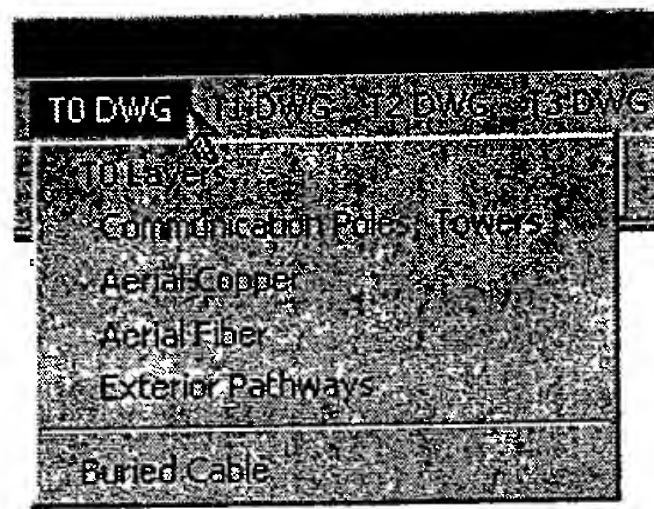 T0 DWG T1 DWG T2 DWG T3 DWG
T0 Layers
Communication Poles, Towers
Aerial Copper
Aerial Fiber
Exterior Pathways
Buried Cable